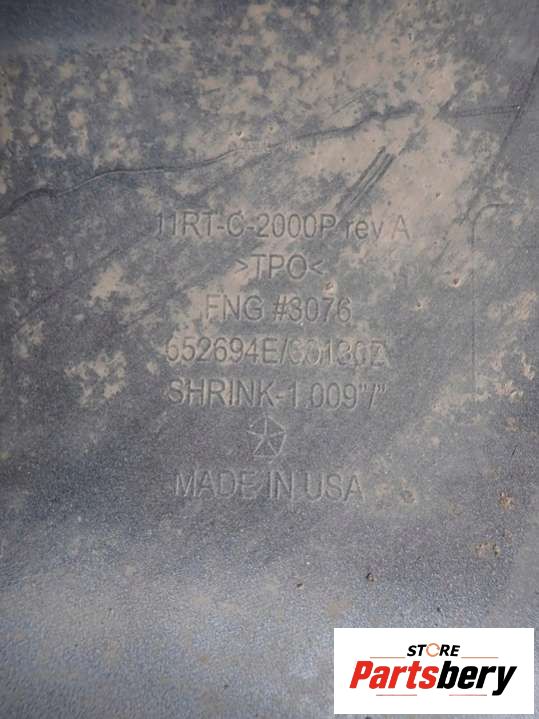 11RT-C-2000P rev A
>TPO<
FNG #3076
SHRINK-1.009"/"
MADE IN USA
STORE
Partsbery